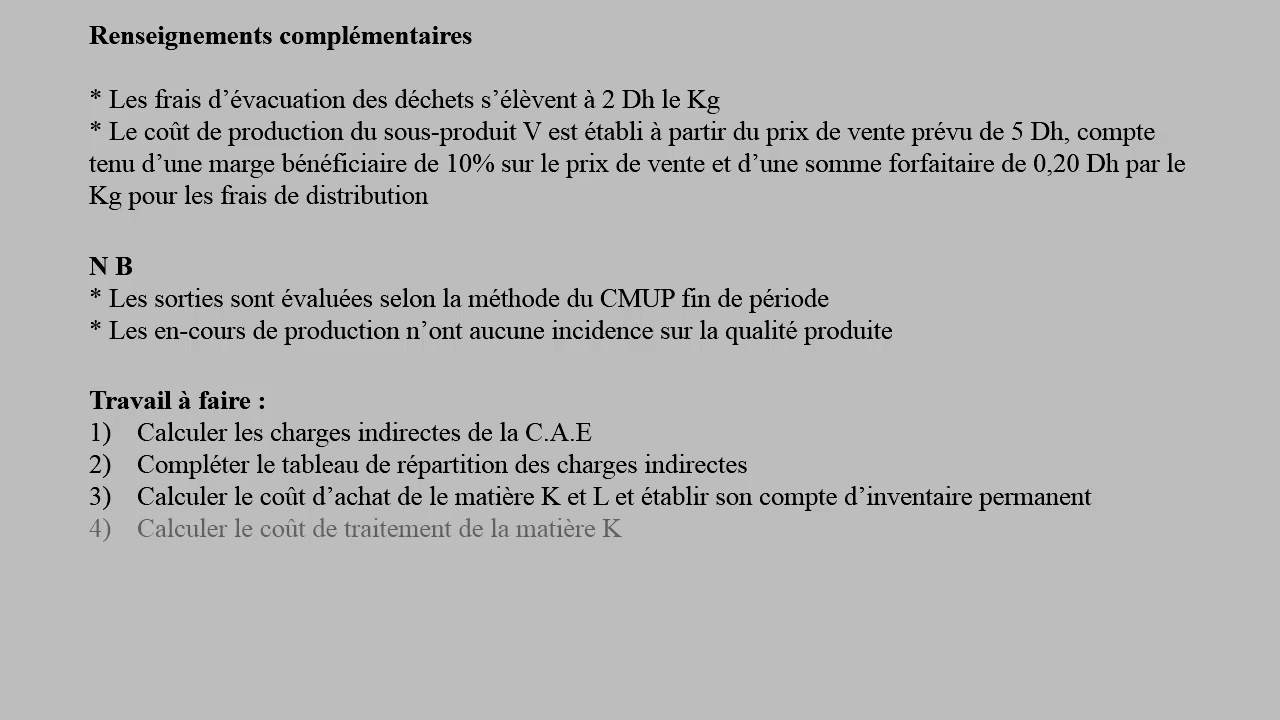 Renseignements complémentaires
* Les frais d’évacuation des déchets s’élèvent à 2 Dh le Kg
* Le coût de production du sous-produit V est établi à partir du prix de vente prévu de 5 Dh, compte
tenu d’une marge bénéficiaire de 10% sur le prix de vente et d’une somme forfaitaire de 0,20 Dh par le
Kg pour les frais de distribution
N B
* Les sorties sont évaluées selon la méthode du CMUP fin de période
* Les en-cours de production n’ont aucune incidence sur la qualité produite
Travail à faire :
1) Calculer les charges indirectes de la C.A.E
2) Compléter le tableau de répartition des charges indirectes
3) Calculer le coût d’achat de le matière K et L et établir son compte d’inventaire permanent
4) Calculer le coût de traitement de la matière K